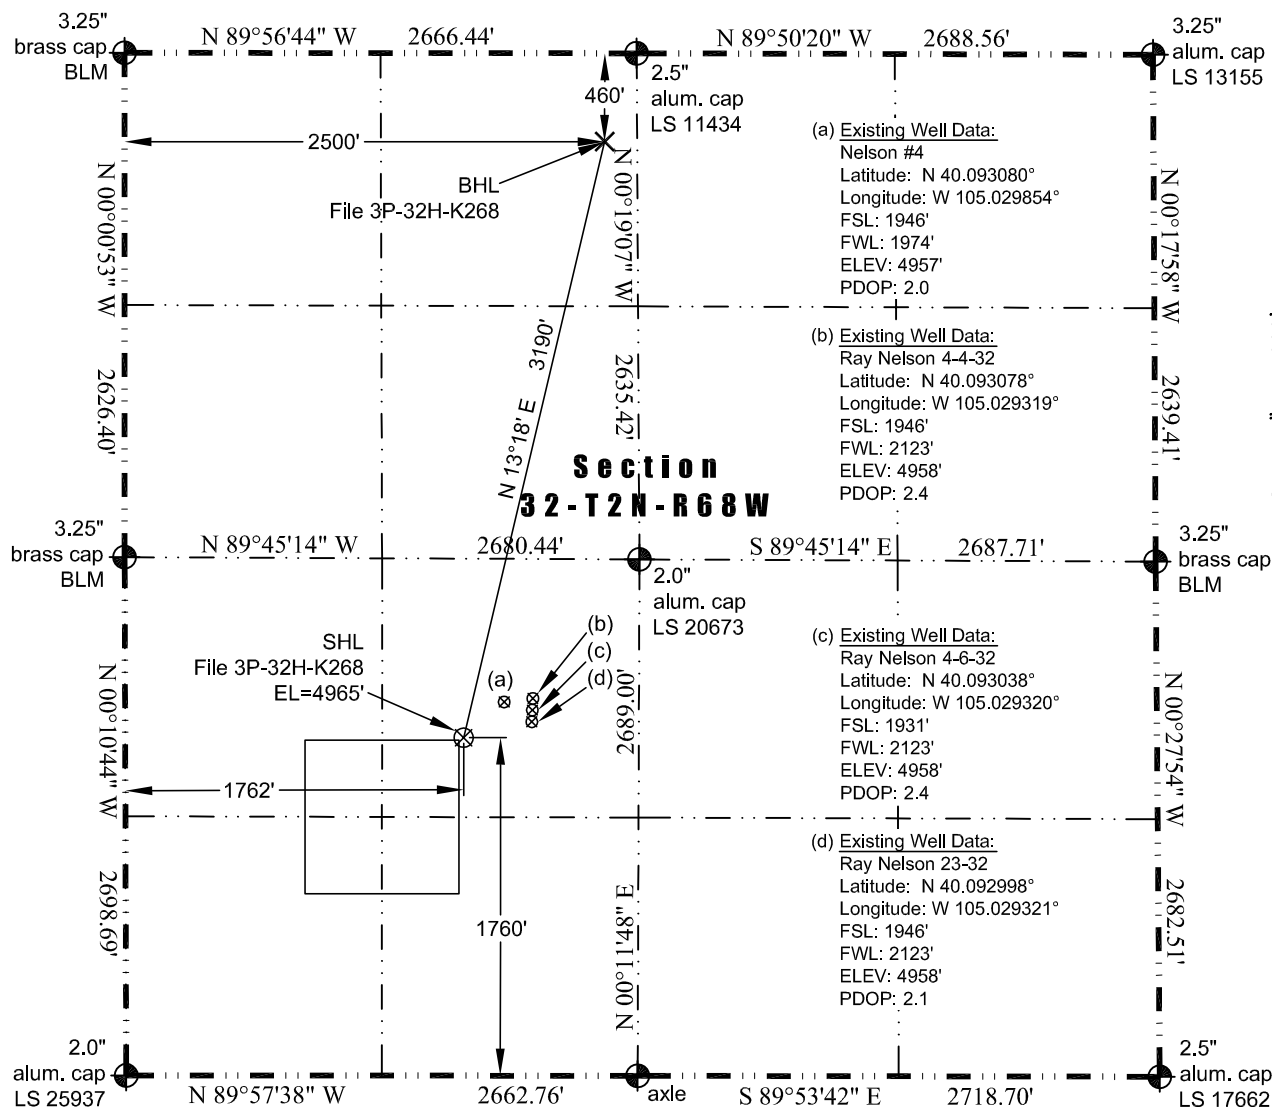 3.25"
brass cap
BLM
N 89°56'44" W
2666.44'
N 89°50'20" W
2688.56'
3.25"
alum. cap
LS 13155
2.5"
alum. cap
LS 11434
460'
2500'
BHL
File 3P-32H-K268
N 00°00'53" W
2626.40'
N 00°19'07" W
2635.42'
N 00°17'58" W
2639.41'
N 13°18' E 3190'
(a) Existing Well Data:
Nelson #4
Latitude: N 40.093080°
Longitude: W 105.029854°
FSL: 1946'
FWL: 1974'
ELEV: 4957'
PDOP: 2.0
(b) Existing Well Data:
Ray Nelson 4-4-32
Latitude: N 40.093078°
Longitude: W 105.029319°
FSL: 1946'
FWL: 2123'
ELEV: 4958'
PDOP: 2.4
Section
32-T2N-R68W
3.25"
brass cap
BLM
N 89°45'14" W
2680.44'
S 89°45'14" E
2687.71'
3.25"
brass cap
BLM
2.0"
alum. cap
LS 20673
SHL
File 3P-32H-K268
EL=4965'
(a)
(b)
(c)
(d)
N 00°10'44" W
2698.69'
2689.00'
N 00°11'48" E
N 00°27'54" W
2682.51'
1762'
1760'
(c) Existing Well Data:
Ray Nelson 4-6-32
Latitude: N 40.093038°
Longitude: W 105.029320°
FSL: 1931'
FWL: 2123'
ELEV: 4958'
PDOP: 2.4
(d) Existing Well Data:
Ray Nelson 23-32
Latitude: N 40.092998°
Longitude: W 105.029321°
FSL: 1946'
FWL: 2123'
ELEV: 4958'
PDOP: 2.1
2.0"
alum. cap
LS 25937
N 89°57'38" W
2662.76'
axle
S 89°53'42" E
2718.70'
2.5"
alum. cap
LS 17662